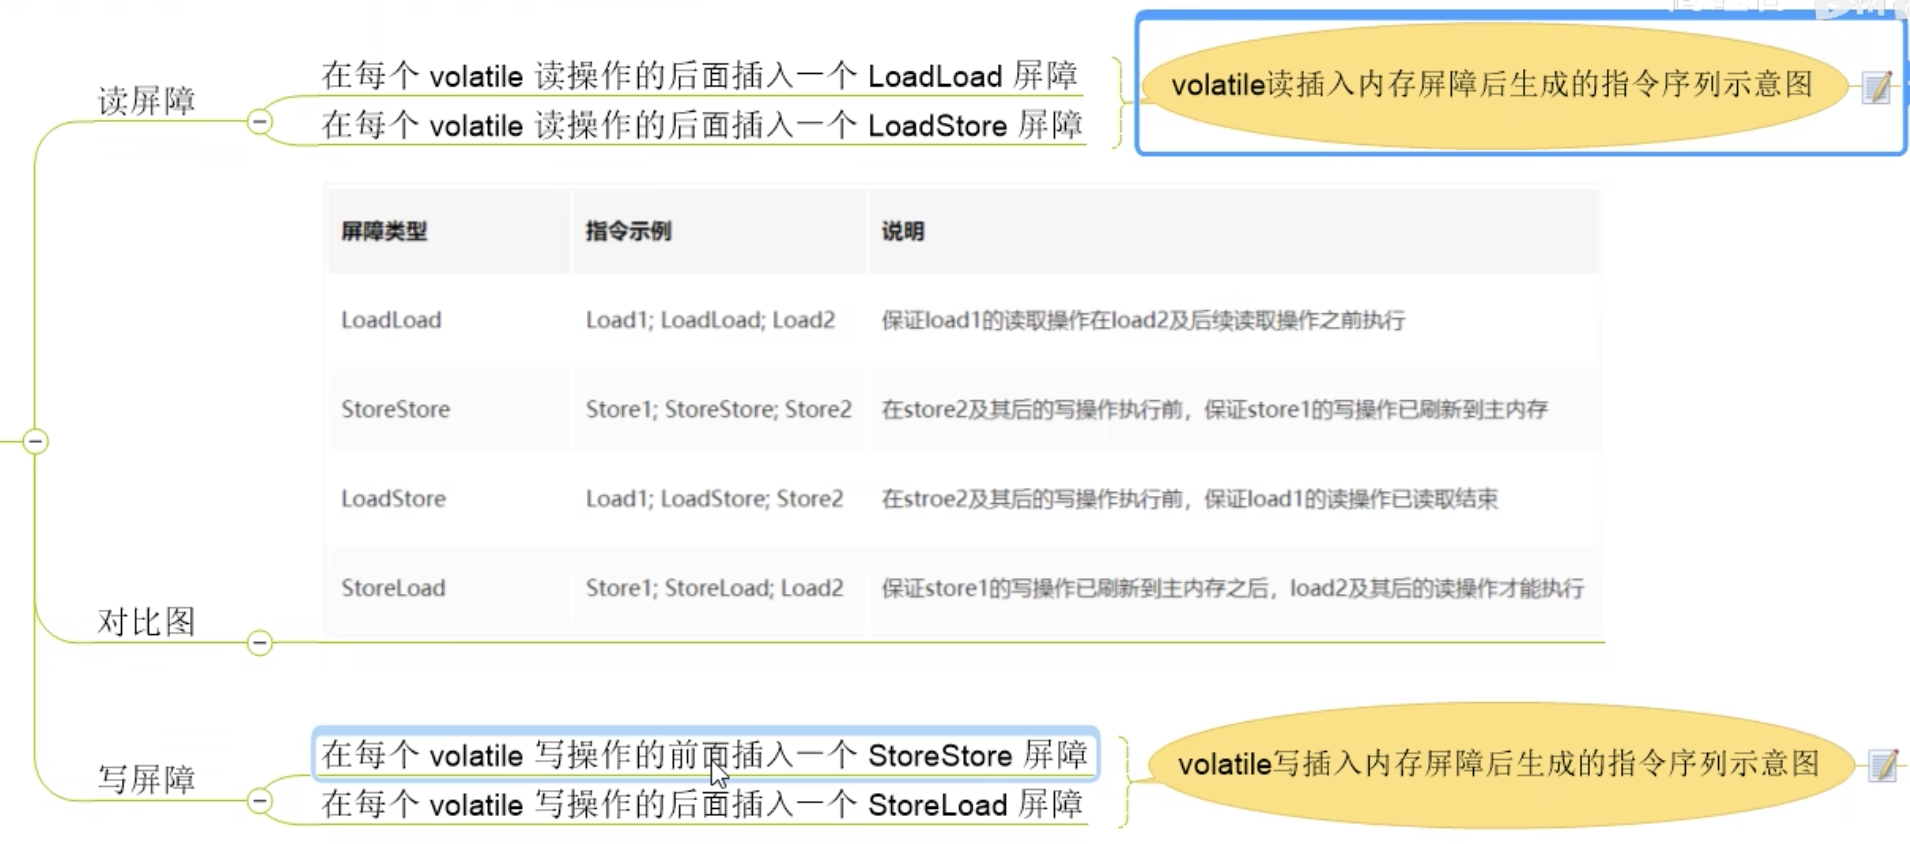 读屏障
在每个 volatile 读操作的后面插入一个 LoadLoad 屏障
在每个 volatile 读操作的后面插入一个 LoadStore 屏障
volatile读插入内存屏障后生成的指令序列示意图
对比图
屏障类型 指令示例 说明
LoadLoad Load1; LoadLoad; Load2 保证load1的读取操作在load2及后续读取操作之前执行
StoreStore Store1; StoreStore; Store2 在store2及其后的写操作执行前，保证store1的写操作已刷新到主内存
LoadStore Load1; LoadStore; Store2 在stroe2及其后的写操作执行前，保证load1的读操作已读取结束
StoreLoad Store1; StoreLoad; Load2 保证store1的写操作已刷新到主内存之后，load2及其后的读操作才能执行
写屏障
在每个 volatile 写操作的前面插入一个 StoreStore 屏障
在每个 volatile 写操作的后面插入一个 StoreLoad 屏障
volatile写插入内存屏障后生成的指令序列示意图